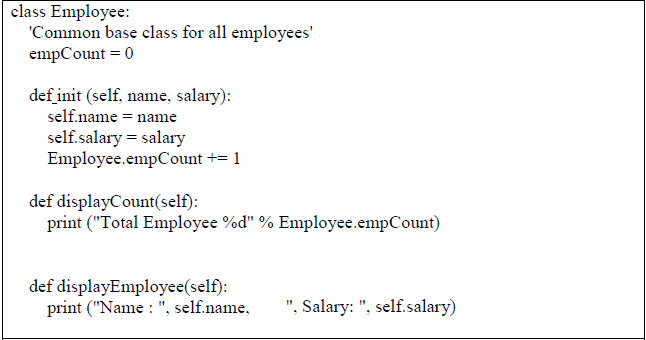 class Employee:
'Common base class for all employees'
empCount = 0
def_init (self, name, salary):
self.name = name
self.salary = salary
Employee.empCount += 1
def displayCount(self):
print ("Total Employee %d" % Employee.empCount)
def displayEmployee(self):
print ("Name : ", self.name, ", Salary: ", self.salary)